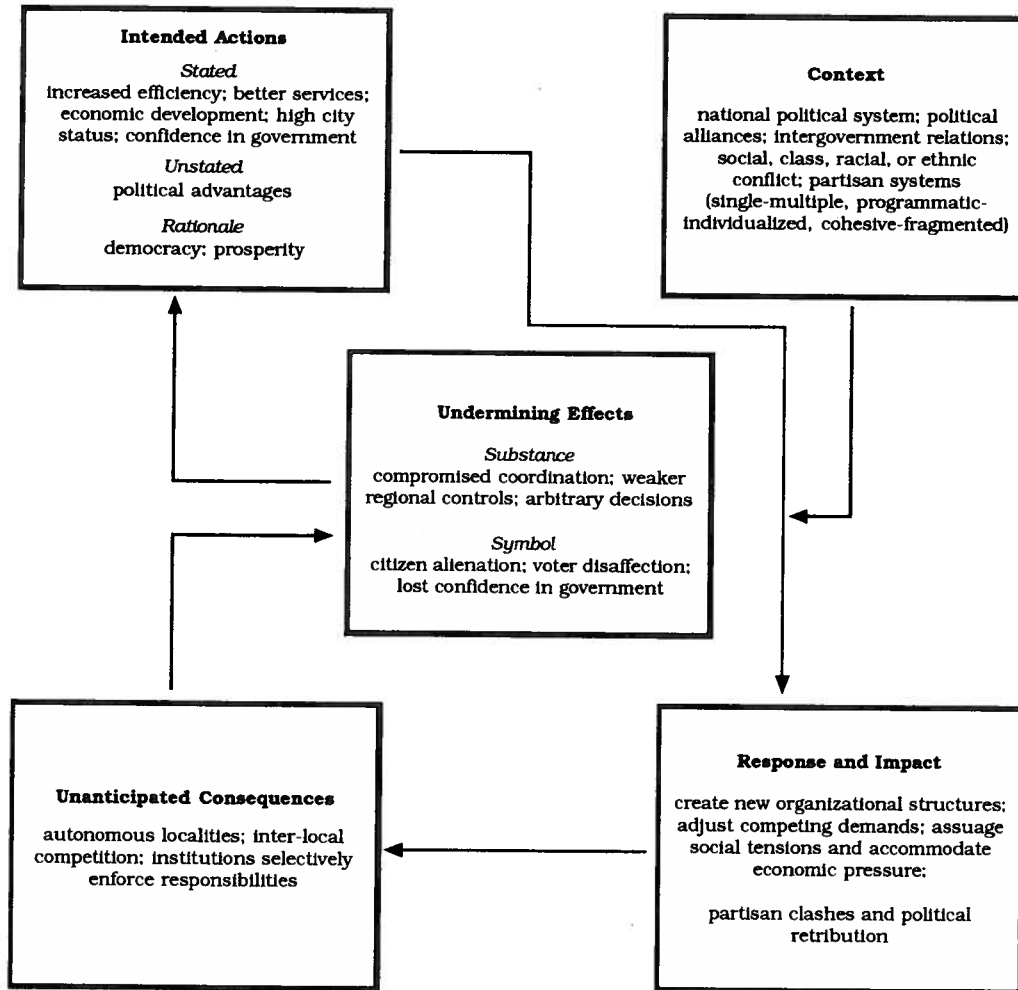 Intended Actions
Stated
increased efficiency; better services;
economic development; high city
status; confidence in government
Unstated
political advantages
Rationale
democracy; prosperity
Context
national political system; political
alliances; intergovernment relations;
social, class, racial, or ethnic
conflict; partisan systems
(single-multiple, programmatic-
individualized, cohesive-fragmented)
Undermining Effects
Substance
compromised coordination; weaker
regional controls; arbitrary decisions
Symbol
citizen alienation; voter disaffection;
lost confidence in government
Unanticipated Consequences
autonomous localities; inter-local
competition; institutions selectively
enforce responsibilities
Response and Impact
create new organizational structures;
adjust competing demands; assuage
social tensions and accommodate
economic pressure;
partisan clashes and political
retribution